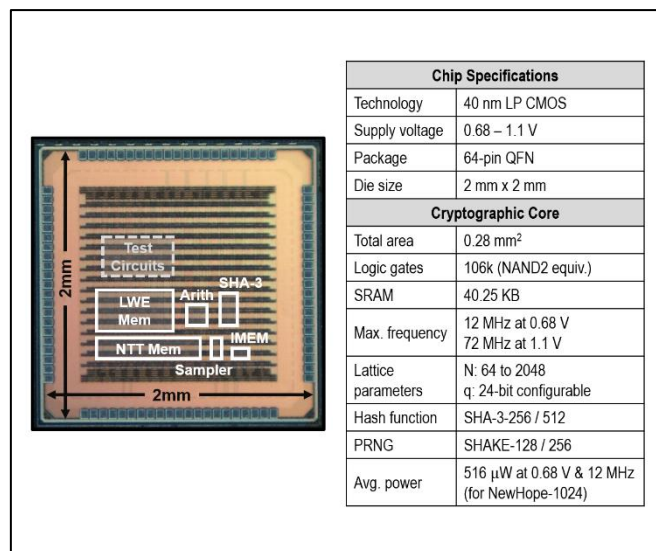 Test
Circuits
SHA-3
LWE
Mem
Arith
IMEM
NTT Mem
Sampler
2mm
2mm
Chip Specifications
Technology 40 nm LP CMOS
Supply voltage 0.68 – 1.1 V
Package 64-pin QFN
Die size 2 mm x 2 mm
Cryptographic Core
Total area 0.28 mm²
Logic gates 106k (NAND2 equiv.)
SRAM 40.25 KB
Max. frequency 12 MHz at 0.68 V
72 MHz at 1.1 V
Lattice
parameters N: 64 to 2048
q: 24-bit configurable
Hash function SHA-3-256 / 512
PRNG SHAKE-128 / 256
Avg. power 516 μW at 0.68 V & 12 MHz
(for NewHope-1024)